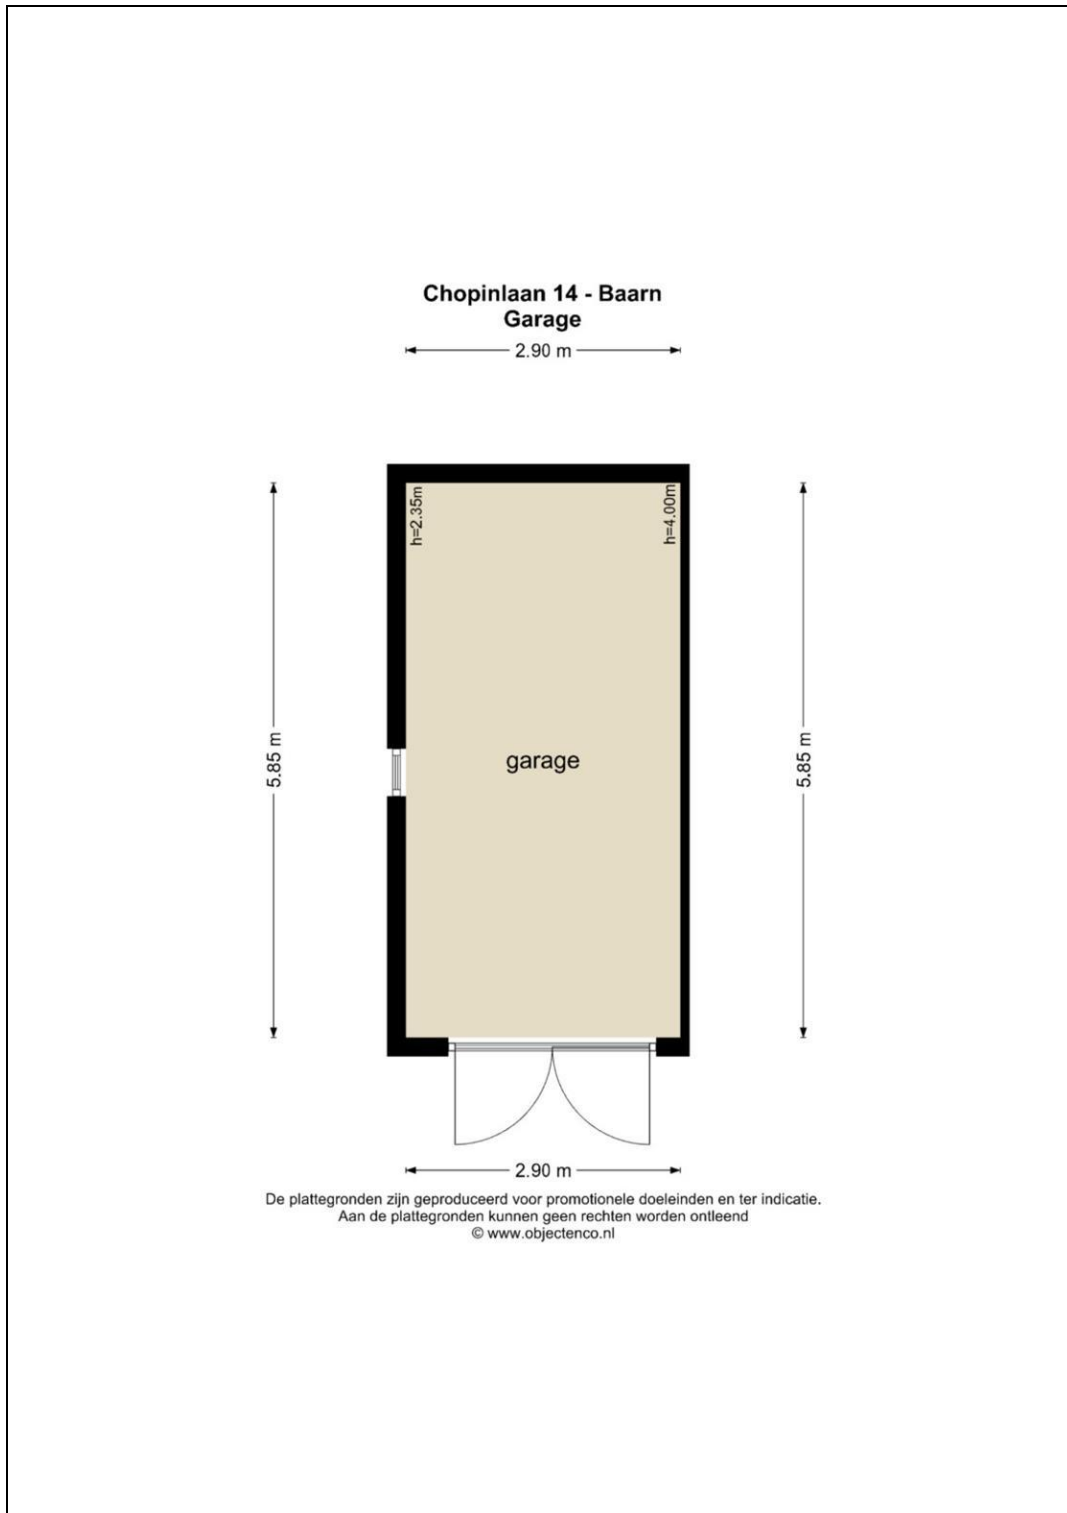 Chopinlaan 14 - Baarn
Garage
2.90 m
h=2.35m
h=4.00m
5.85 m
garage
5.85 m
2.90 m
De plattegronden zijn geproduceerd voor promotionele doeleinden en ter indicatie.
Aan de plattegronden kunnen geen rechten worden ontleend
© www.objectenco.nl